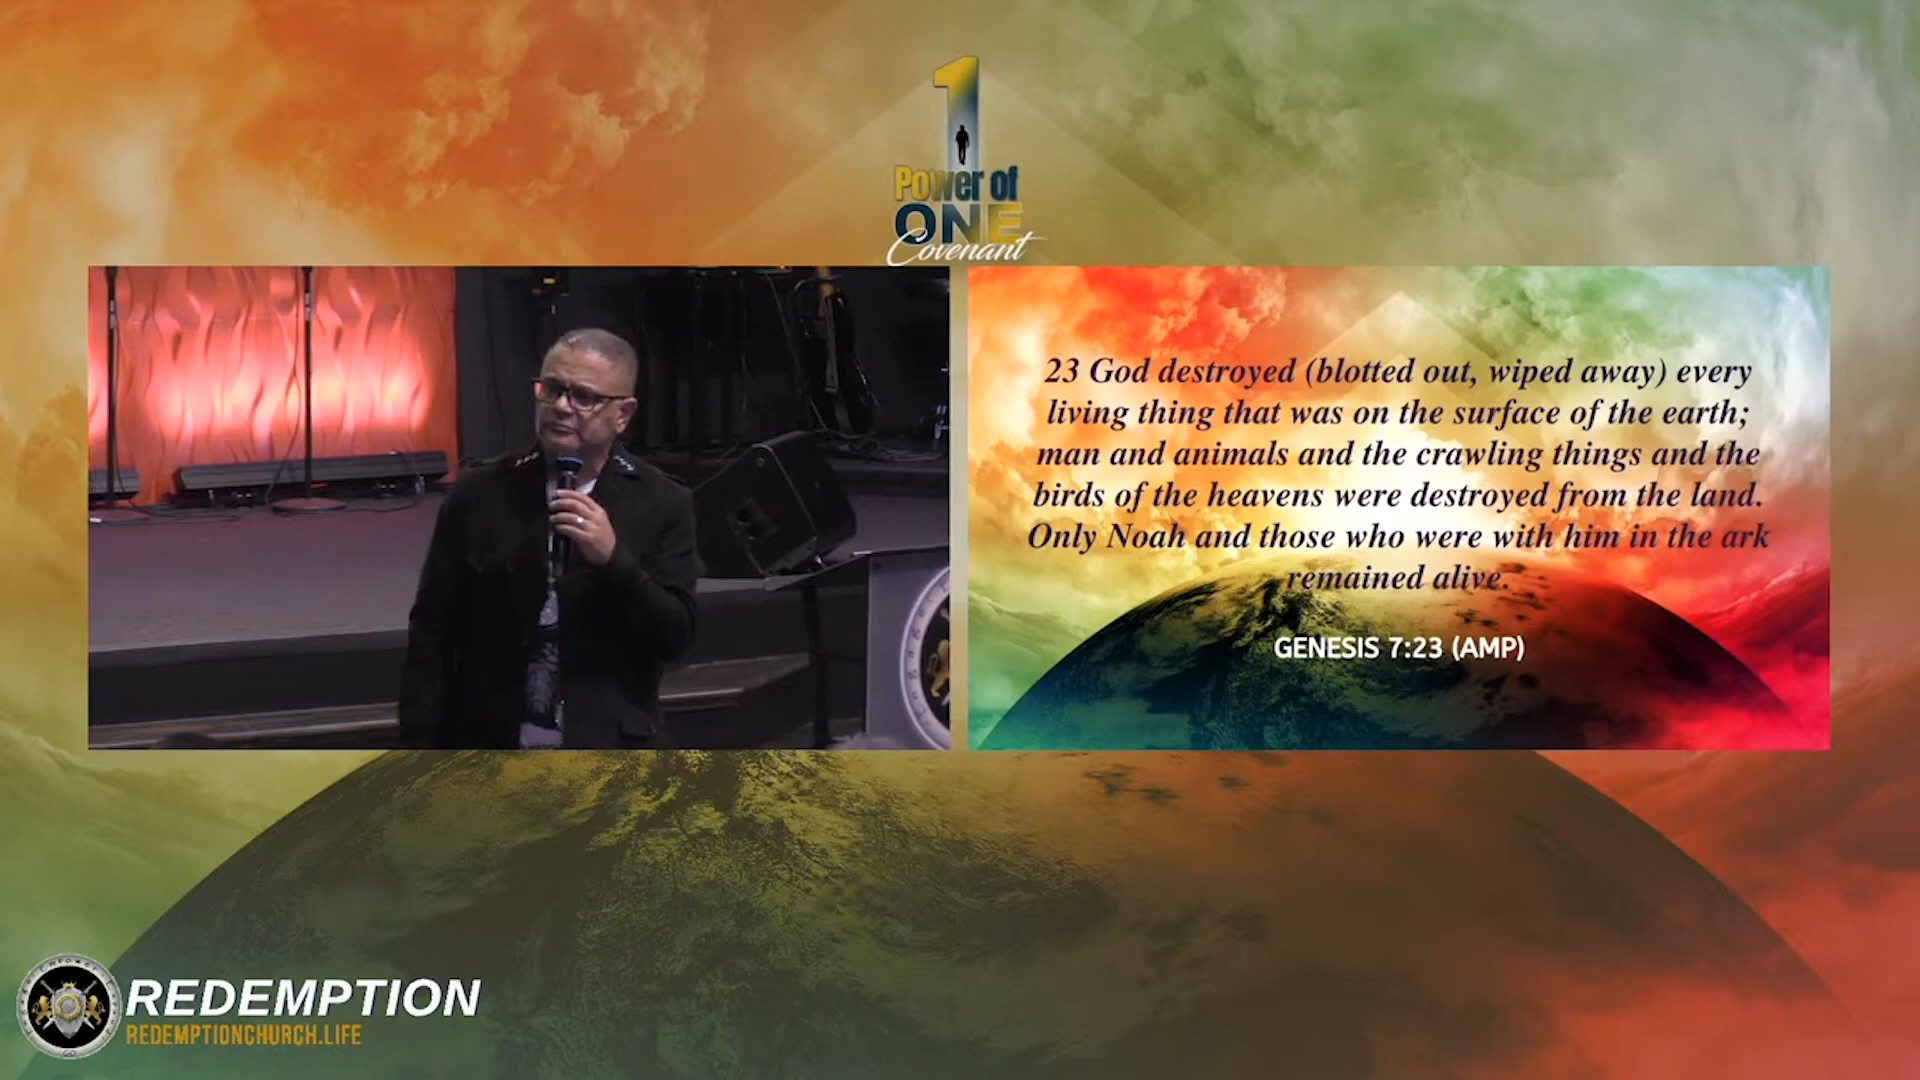 1
Power of
ONE
Covenant
23 God destroyed (blotted out, wiped away) every
living thing that was on the surface of the earth;
man and animals and the crawling things and the
birds of the heavens were destroyed from the land.
Only Noah and those who were with him in the ark
remained alive.
GENESIS 7:23 (AMP)
EMPOWER
GO
REDEMPTION
REDEMPTIONCHURCH.LIFE